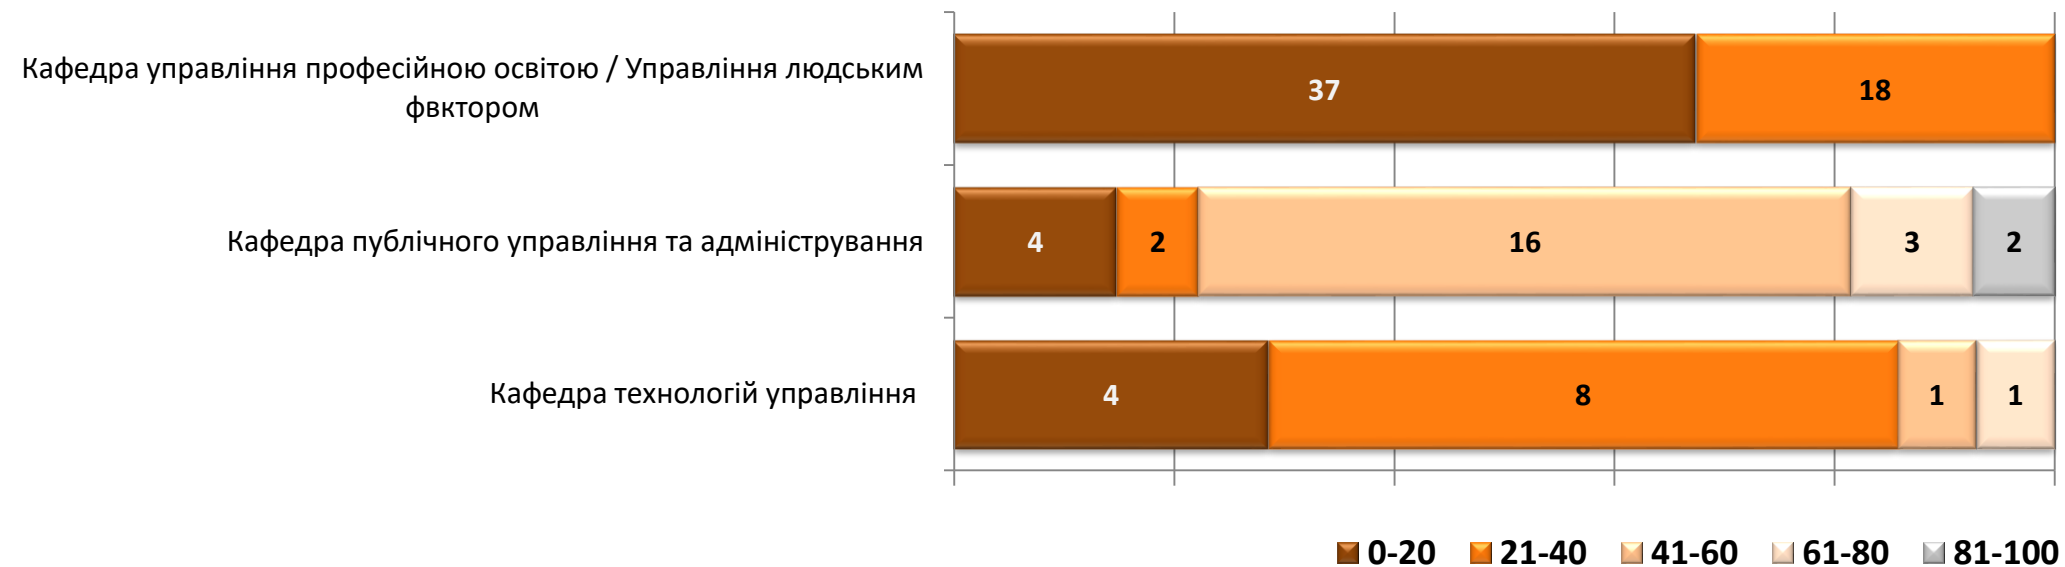 Кафедра управління професійною освітою / Управління людським
фвктором
37 18
Кафедра публічного управління та адміністрування
4 2 16 3 2
Кафедра технологій управління
4 8 1 1
0-20 21-40 41-60 61-80 81-100